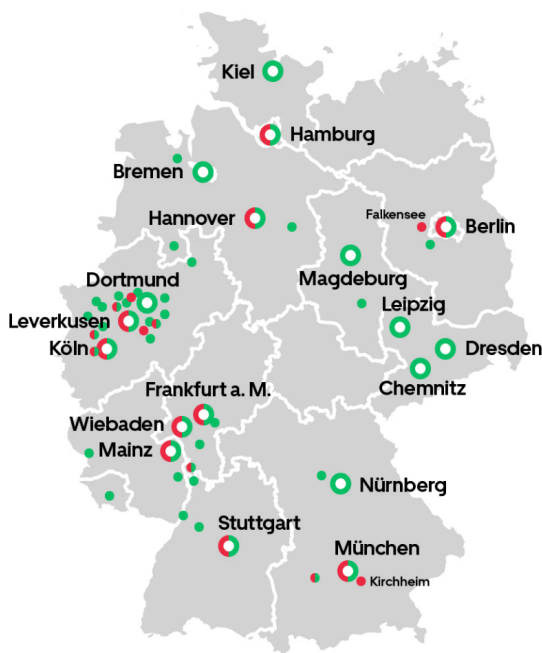 Kiel
Hamburg
Bremen
Hannover
Falkensee
Berlin
Magdeburg
Dortmund
Leipzig
Leverkusen
Köln
Dresden
Chemnitz
Frankfurt a. M.
Wiebaden
Mainz
Nürnberg
Stuttgart
München
Kirchheim